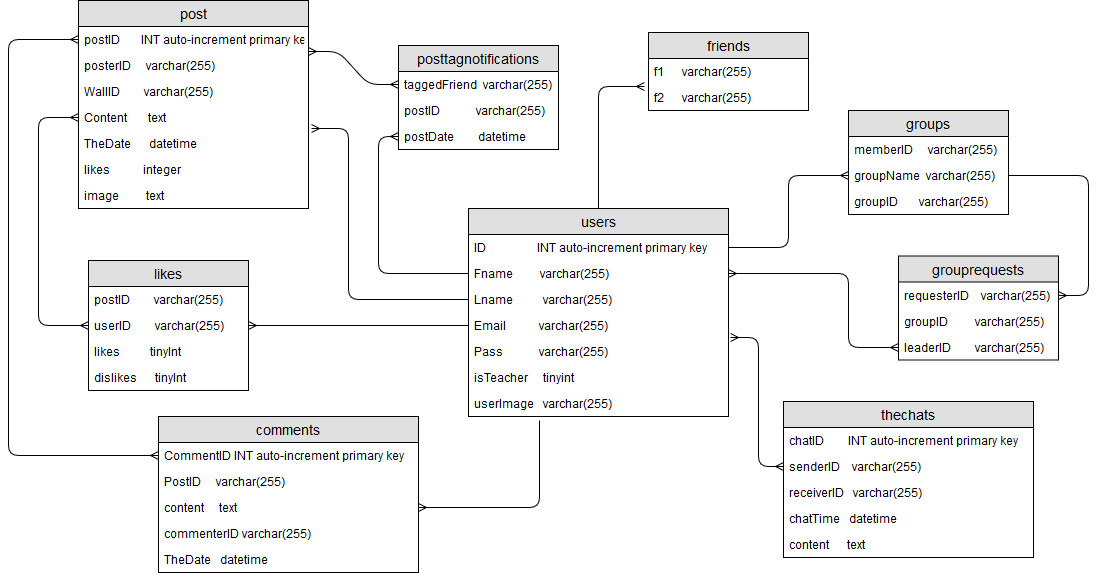 post
postID INT auto-increment primary ke
posterID varchar(255)
WallID varchar(255)
Content text
TheDate datetime
likes integer
image text
posttagnotifications
taggedFriend varchar(255)
postID varchar(255)
postDate datetime
friends
f1 varchar(255)
f2 varchar(255)
groups
memberID varchar(255)
groupName varchar(255)
groupID varchar(255)
users
ID INT auto-increment primary key
Fname varchar(255)
Lname varchar(255)
Email varchar(255)
Pass varchar(255)
isTeacher tinyint
userImage varchar(255)
grouprequests
requesterID varchar(255)
groupID varchar(255)
leaderID varchar(255)
likes
postID varchar(255)
userID varchar(255)
likes tinyInt
dislikes tinyInt
comments
CommentID INT auto-increment primary key
PostID varchar(255)
content text
commenterID varchar(255)
TheDate datetime
thechats
chatID INT auto-increment primary key
senderID varchar(255)
receiverID varchar(255)
chatTime datetime
content text